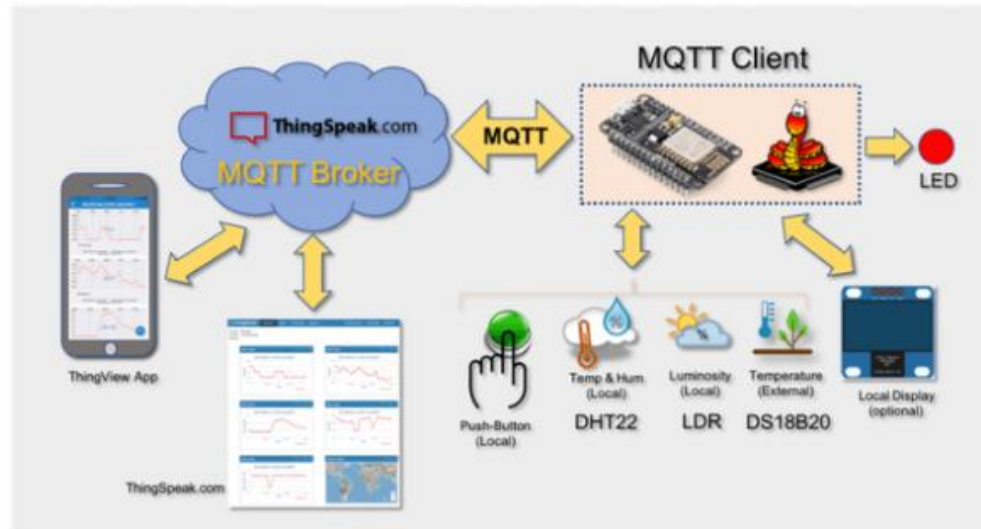 MQTT Client
ThingSpeak.com
MQTT Broker
MQTT
LED
ThingView App
ThingSpeak.com
Push-Button
(Local)
Temp & Hum
(Local)
DHT22
Luminosity
(Local)
LDR
Temperature
(External)
DS18B20
Local Display
(optional)
%